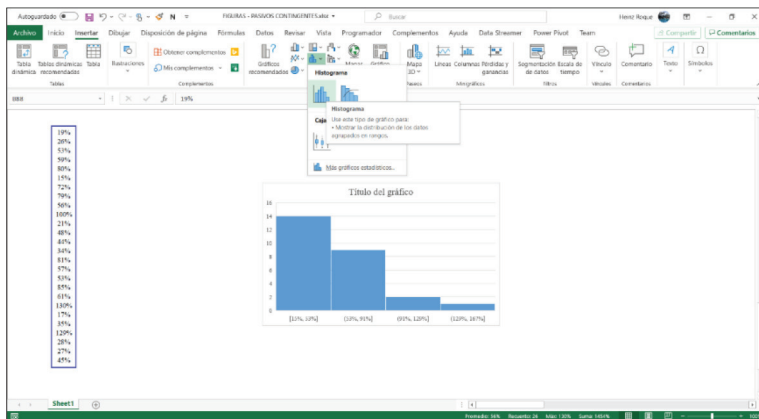 Autoguardado
FIGURAS - PASIVOS CONTINGENTES.xlsx
Buscar
Heinz Roque
Archivo Inicio Insertar Dibujar Disposición de página Fórmulas Datos Revisar Vista Programador Complementos Ayuda Data Streamer Power Pivot Team
Compartir Comentarios
Tabla dinámica
Tablas dinámicas recomendadas
Tabla
Ilustraciones
Obtener complementos
Mis complementos
Gráficos recomendados
Mapa 3D
Líneas Columnas Pérdidas y ganancias
Segmentación de datos
Escala de tiempo
Vínculo
Comentario
Texto
Símbolos
Tablas
Complementos
Minigráficos
Filtros
Vínculos
Comentarios
Histograma
Histograma
Use este tipo de gráfico para:
• Mostrar la distribución de los datos
agrupados en rangos.
Caja
Más gráficos estadísticos...
19%
19%
26%
53%
59%
80%
15%
72%
79%
56%
100%
21%
48%
44%
34%
81%
57%
53%
85%
61%
130%
17%
35%
129%
28%
27%
45%
Título del gráfico
16
14
12
10
8
6
4
2
0
[15%, 53%] (53%, 91%] (91%, 129%] (129%, 167%]
Sheet1
Promedio: 56% Recuento: 26 Máx: 130% Suma: 1454%